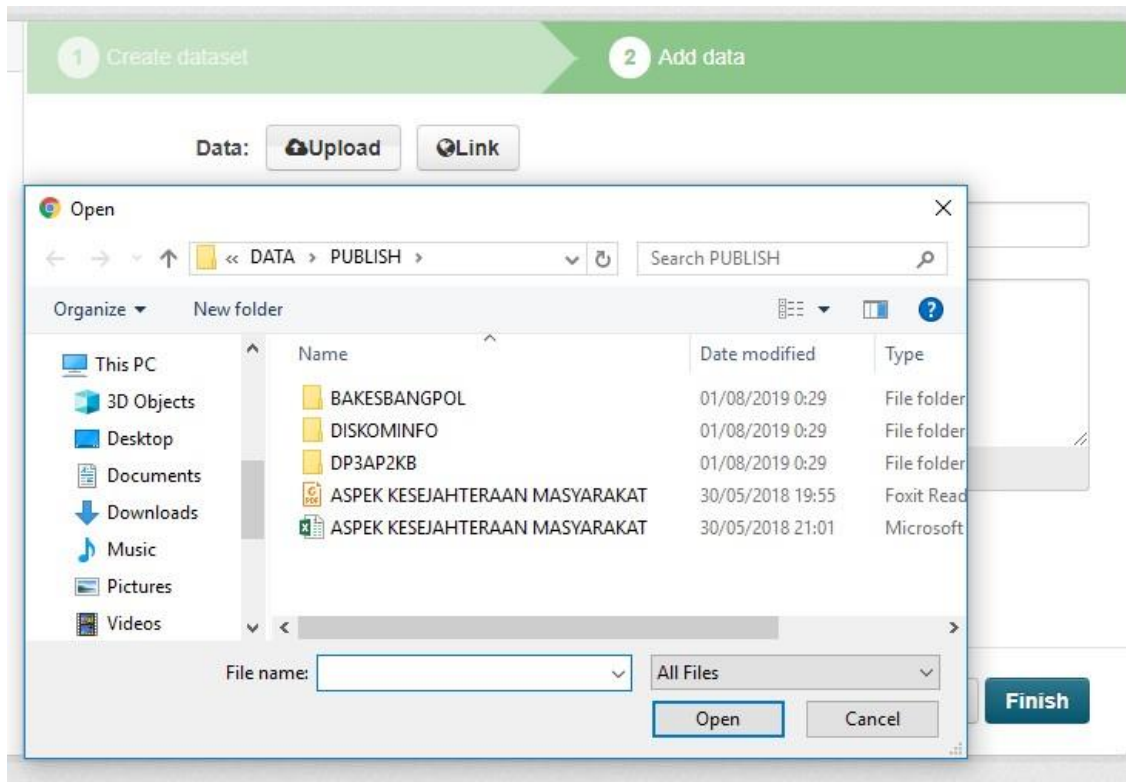 1 Create dataset
2 Add data
Data: Upload Link
Open
« DATA › PUBLISH ›
Search PUBLISH
Organize
New folder
This PC
3D Objects
Desktop
Documents
Downloads
Music
Pictures
Videos
Name Date modified Type
BAKESBANGPOL 01/08/2019 0:29 File folder
DISKOMINFO 01/08/2019 0:29 File folder
DP3AP2KB 01/08/2019 0:29 File folder
ASPEK KESEJAHTERAAN MASYARAKAT 30/05/2018 19:55 Foxit Read
ASPEK KESEJAHTERAAN MASYARAKAT 30/05/2018 21:01 Microsoft
File name:
All Files
Open Cancel
Finish